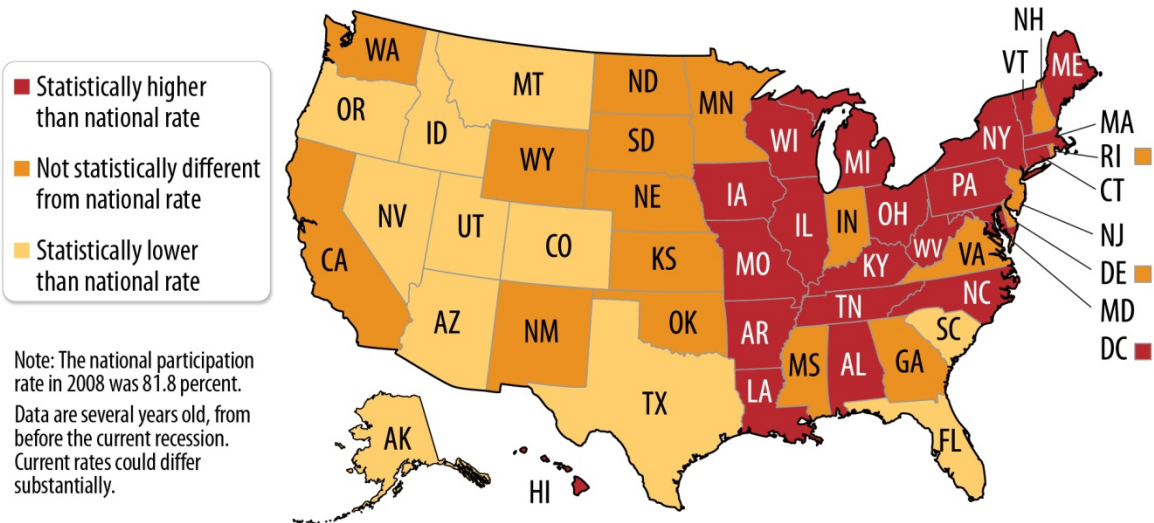 Statistically higher
than national rate
Not statistically different
from national rate
Statistically lower
than national rate
Note: The national participation
rate in 2008 was 81.8 percent.
Data are several years old, from
before the current recession.
Current rates could differ
substantially.
WA
OR
CA
ID
NV
MT
WY
UT
AZ
CO
NM
ND
SD
NE
KS
OK
TX
MN
IA
MO
AR
LA
WI
IL
MI
IN
OH
KY
TN
MS
AL
GA
FL
SC
NC
VA
WV
PA
NY
VT
NH
ME
MA
RI
CT
NJ
DE
MD
DC
AK
HI